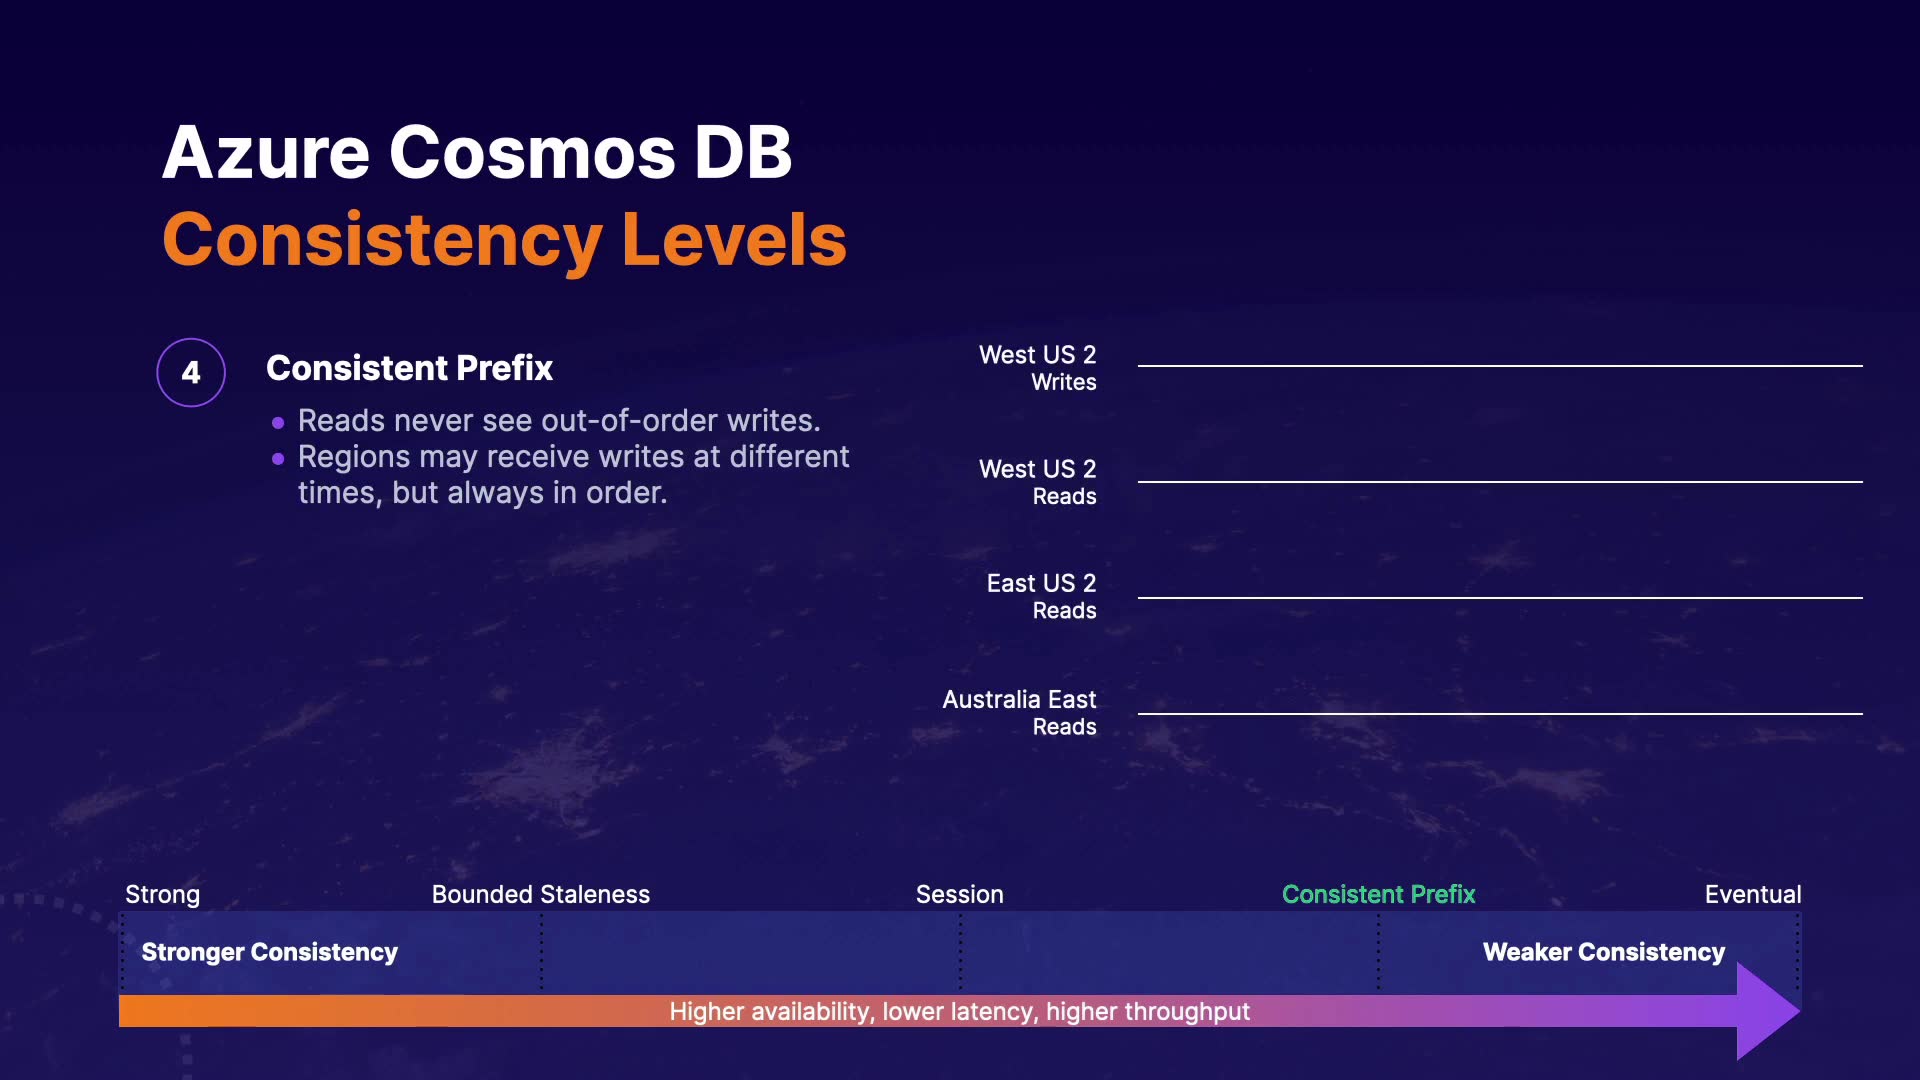 Azure Cosmos DB
Consistency Levels
4
Consistent Prefix
Reads never see out-of-order writes.
Regions may receive writes at different
times, but always in order.
West US 2
Writes
West US 2
Reads
East US 2
Reads
Australia East
Reads
Strong
Bounded Staleness
Session
Consistent Prefix
Eventual
Stronger Consistency
Weaker Consistency
Higher availability, lower latency, higher throughput